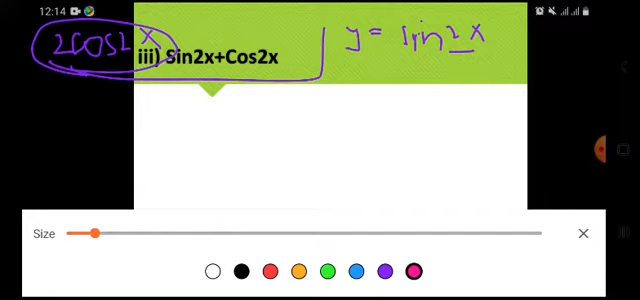 12:14
2cos2x
iii) Sin2x+Cos2x
y = sin2x
Size